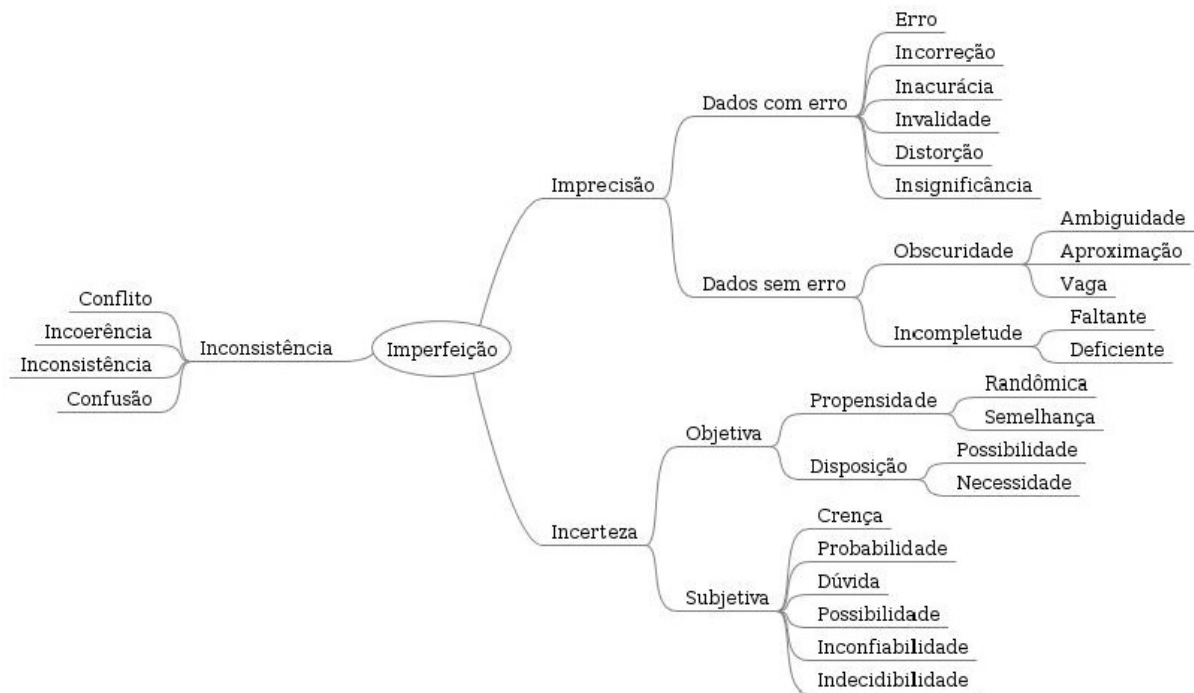 Erro
Incorreção
Inacurácia
Dados com erro
Invalidade
Distorção
Insignificância
Imprecisão
Ambiguidade
Obscuridade
Aproximação
Vaga
Dados sem erro
Faltante
Incompletude
Deficiente
Conflito
Incoerência
Inconsistência
Inconsistência
Confusão
Imperfeição
Randômica
Propensidade
Semelhança
Objetiva
Possibilidade
Disposição
Necessidade
Incerteza
Crença
Probabilidade
Dúvida
Subjetiva
Possibilidade
Inconfiabilidade
Indecidibilidade